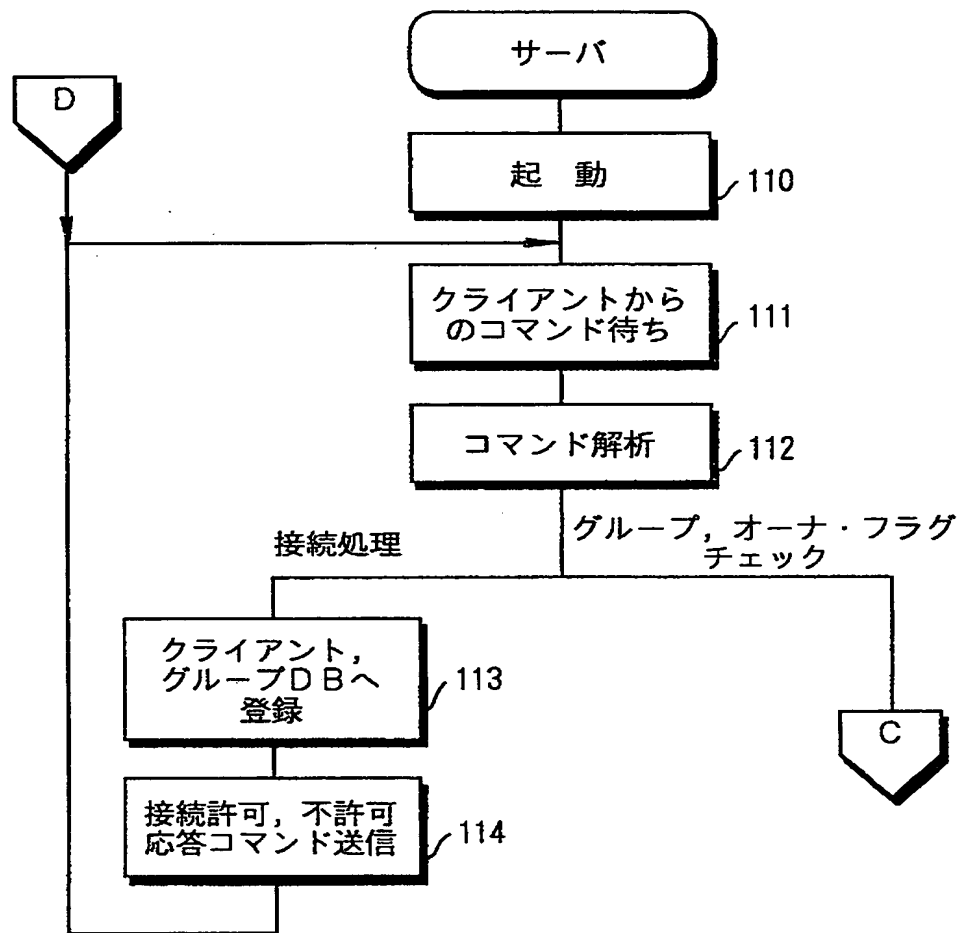 サーバ
D
起 動
110
クライアントから
のコマンド待ち
111
コマンド解析
112
接続処理
グループ,オーナ・フラグ
チェック
クライアント,
グループDBへ
登録
113
C
接続許可,不許可
応答コマンド送信
114